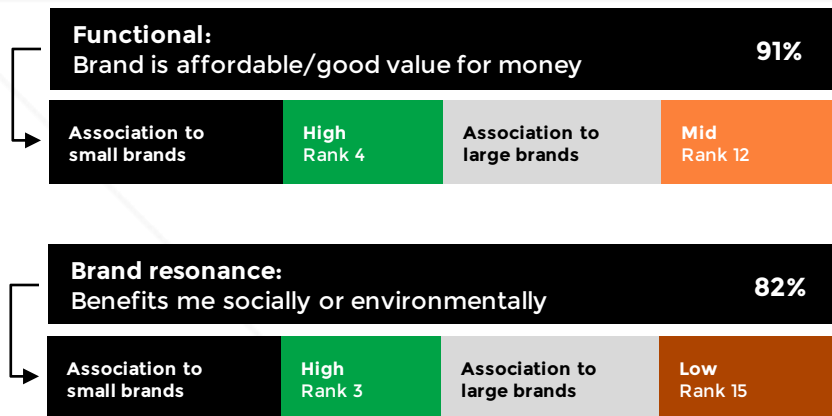 Functional:
Brand is affordable/good value for money
91%
Association to
small brands
High
Rank 4
Association to
large brands
Mid
Rank 12
Brand resonance:
Benefits me socially or environmentally
82%
Association to
small brands
High
Rank 3
Association to
large brands
Low
Rank 15